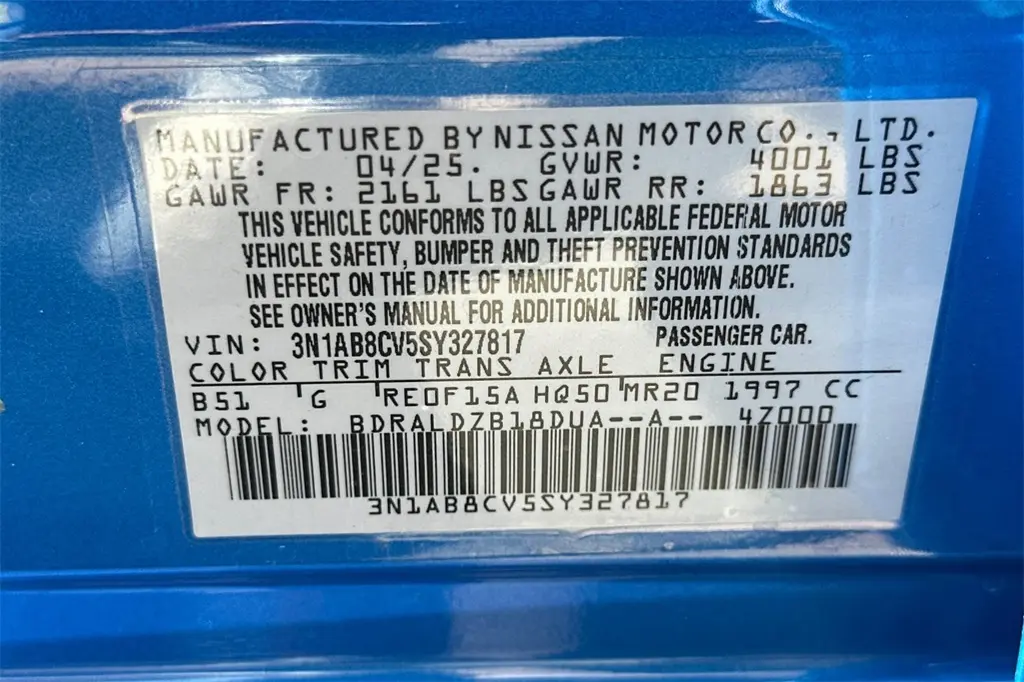 MANUFACTURED BY NISSAN MOTOR CO., LTD.
DATE: 04/25. GVWR: 4001 LBS
GAWR FR: 2161 LBS GAWR RR: 1863 LBS
THIS VEHICLE CONFORMS TO ALL APPLICABLE FEDERAL MOTOR
VEHICLE SAFETY, BUMPER AND THEFT PREVENTION STANDARDS
IN EFFECT ON THE DATE OF MANUFACTURE SHOWN ABOVE.
SEE OWNER'S MANUAL FOR ADDITIONAL INFORMATION.
VIN: 3N1AB8CV5SY327817 PASSENGER CAR.
COLOR TRIM TRANS AXLE ENGINE
B51 G RE0F15A HQ50 MR20 1997 CC
MODEL: BDRALDZB18DUA--A-- 4Z000
3N1AB8CV5SY327817